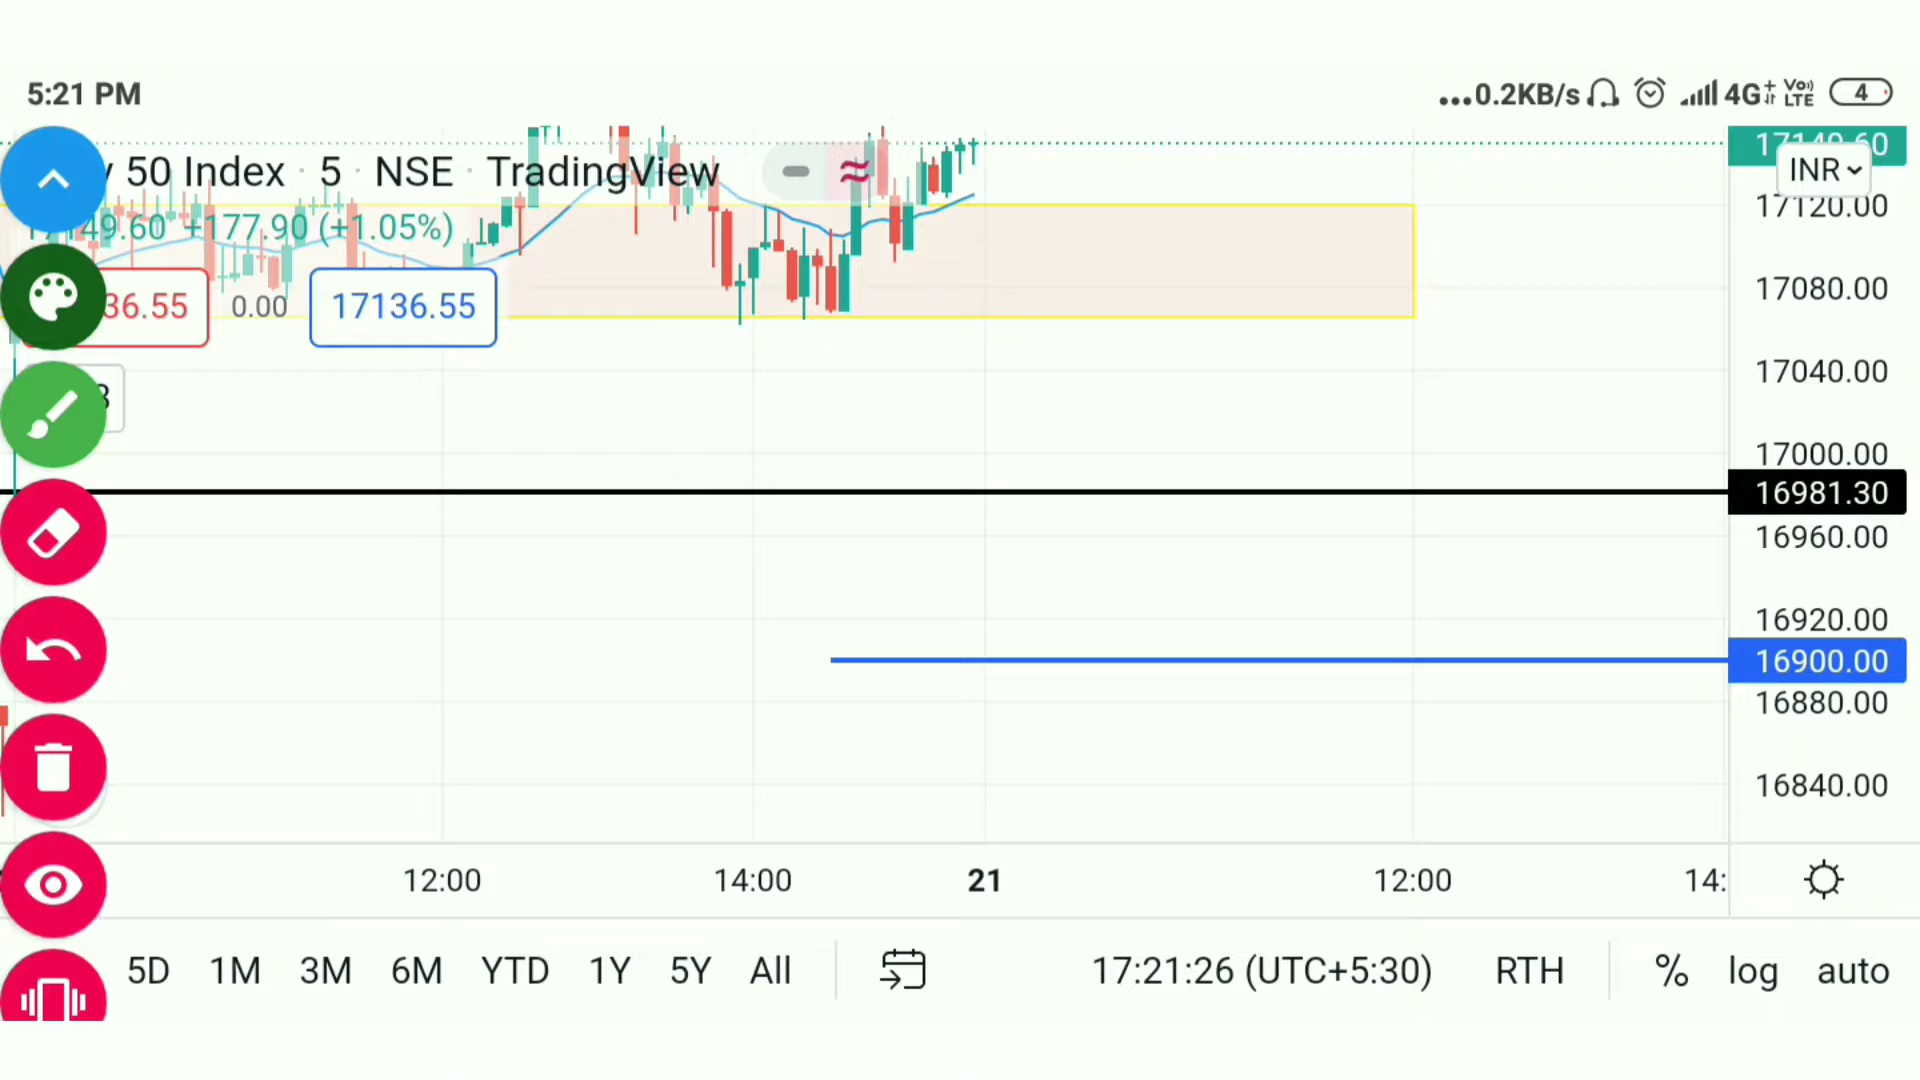 5:21 PM
...0.2KB/s 4G+ Vo)) LTE 4
50 Index · 5 · NSE · TradingView
49.60 +177.90 (+1.05%)
36.55 0.00 17136.55
17149.60
INR
17120.00
17080.00
17040.00
17000.00
16981.30
16960.00
16920.00
16900.00
16880.00
16840.00
12:00 14:00 21 12:00 14:
5D 1M 3M 6M YTD 1Y 5Y All 17:21:26 (UTC+5:30) RTH % log auto